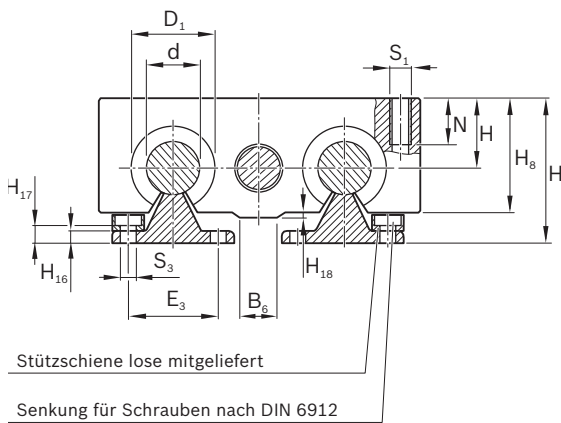 D₁
d
S₁
N
H
H₈
H
H₁₇
H₁₆
S₃
E₃
B₆
H₁₈
Stützschiene lose mitgeliefert
Senkung für Schrauben nach DIN 6912